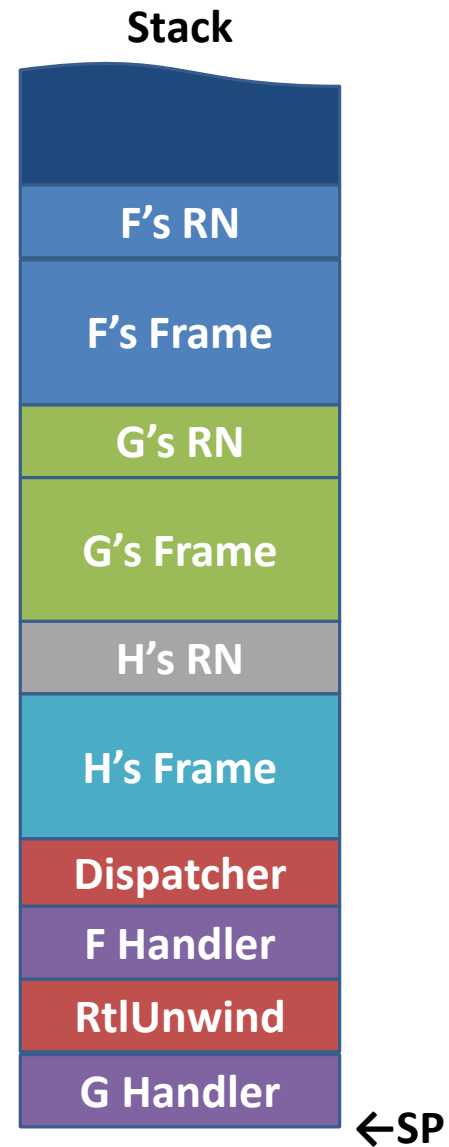 Stack
F’s RN
F’s Frame
G’s RN
G’s Frame
H’s RN
H’s Frame
Dispatcher
F Handler
RtlUnwind
G Handler
←SP